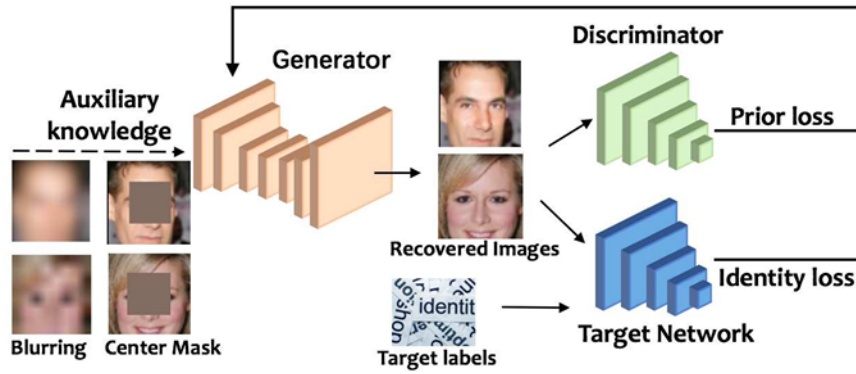 Generator
Discriminator
Auxiliary
knowledge
Prior loss
Recovered Images
Identity loss
identit
Blurring
Center Mask
Target labels
Target Network